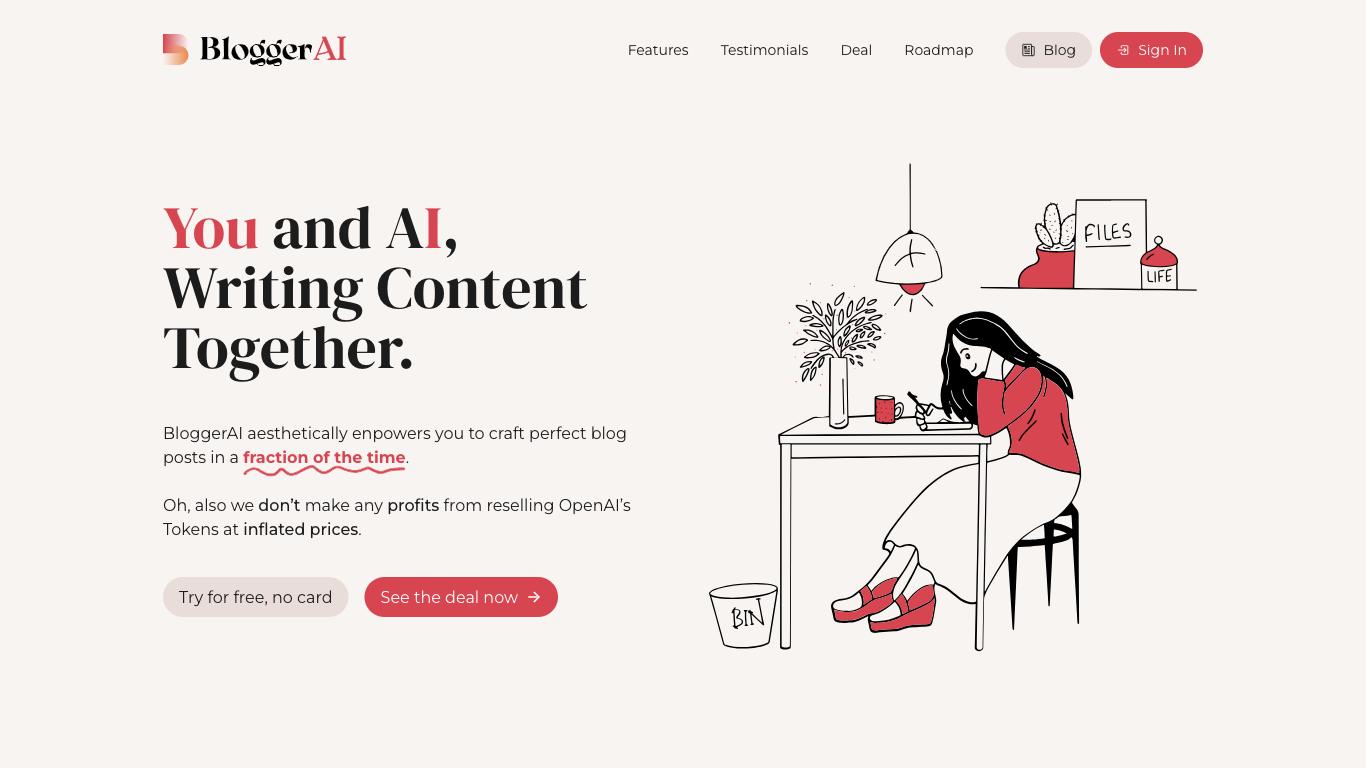 BloggerAI
Features
Testimonials
Deal
Roadmap
Blog
Sign In
You and AI,
Writing Content
Together.
BloggerAI aesthetically enpowers you to craft perfect blog
posts in a fraction of the time.
Oh, also we don’t make any profits from reselling OpenAI’s
Tokens at inflated prices.
Try for free, no card
See the deal now
FILES
LIFE
BIN